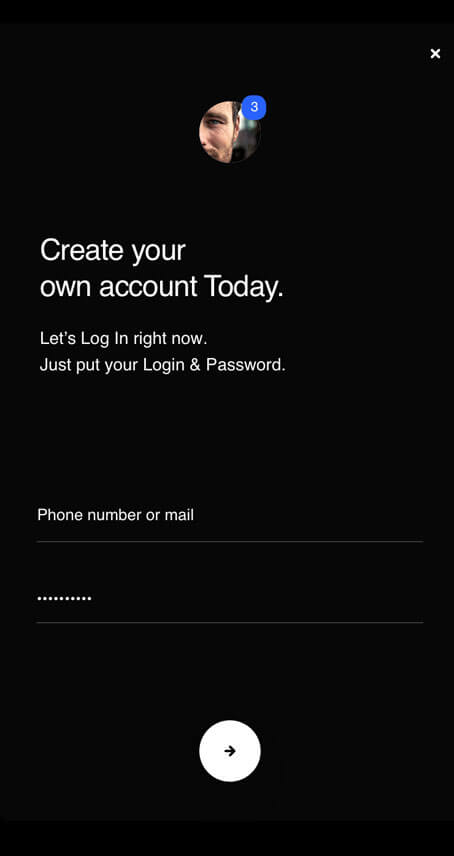 3
Create your
own account Today.
Let's Log In right now.
Just put your Login & Password.
Phone number or mail
••••••••••